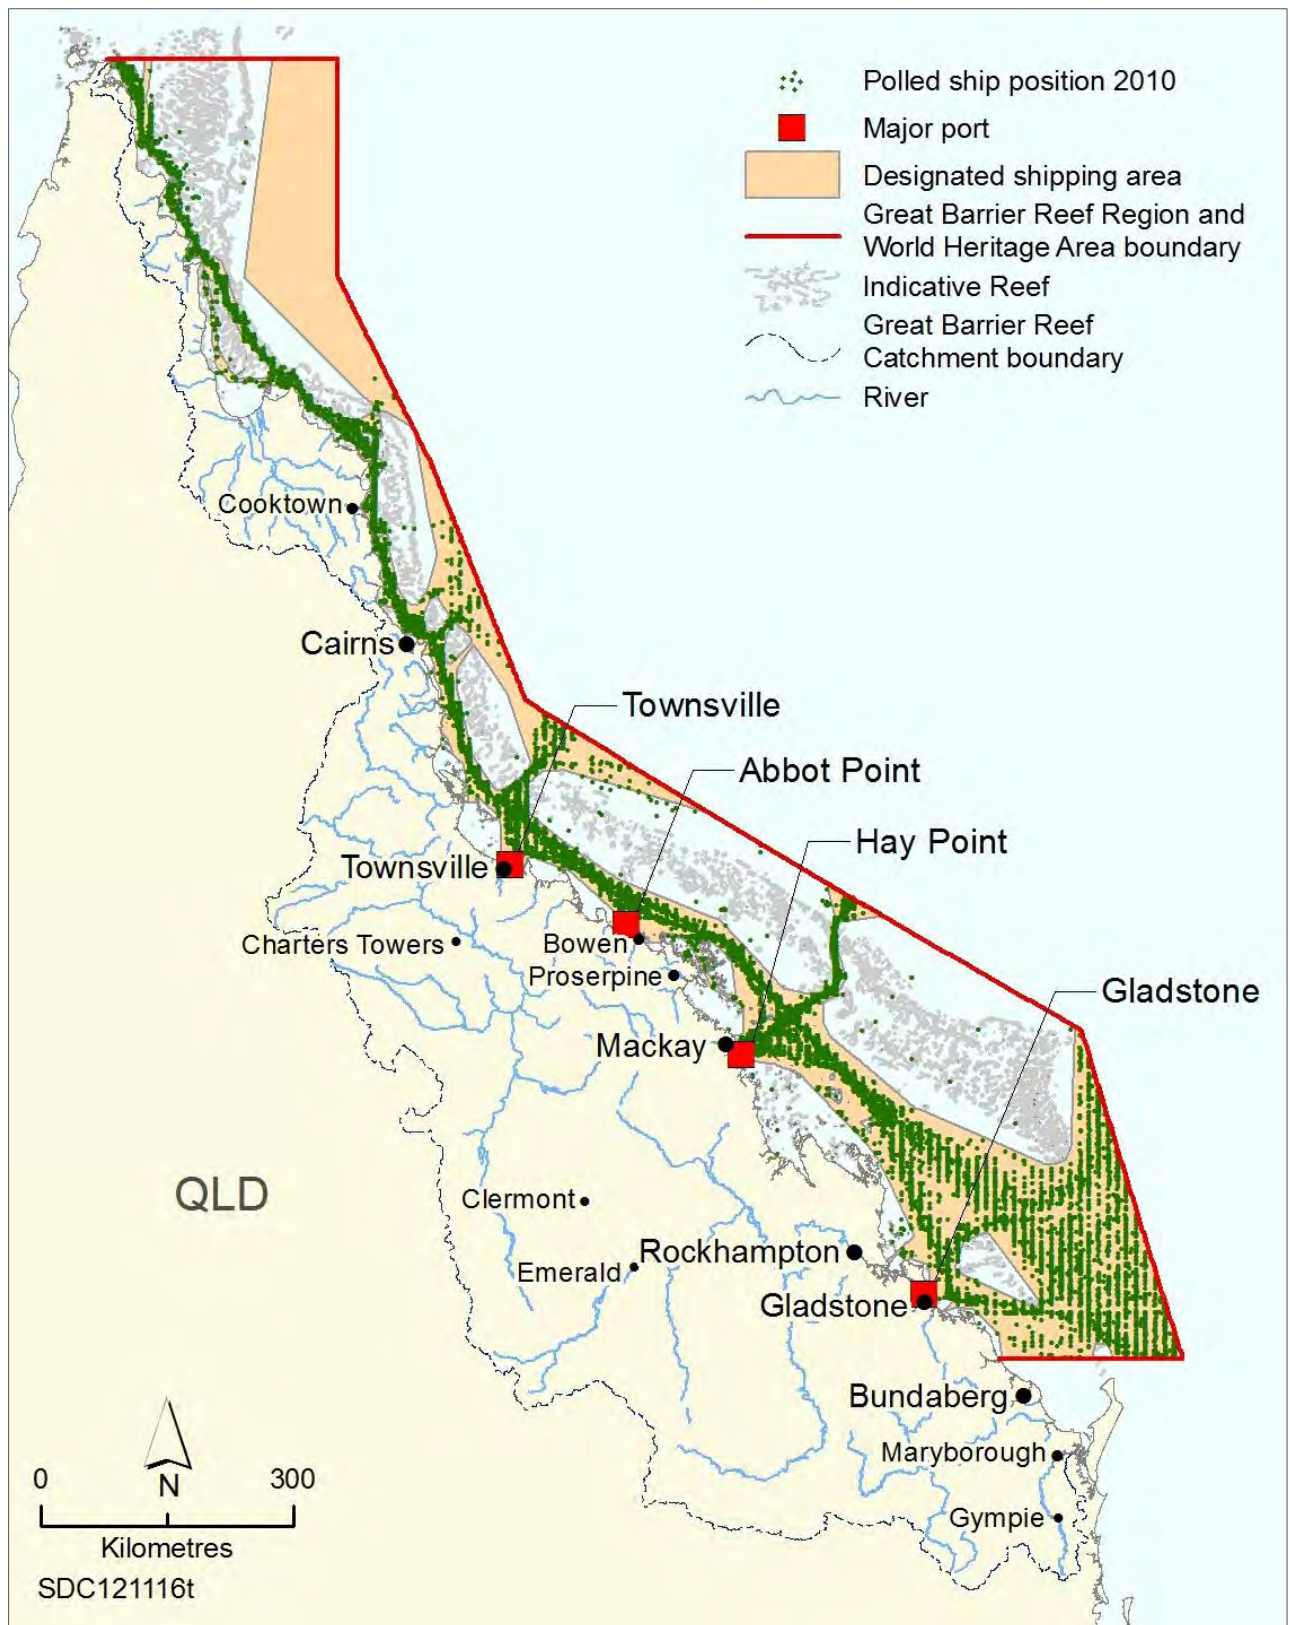 Polled ship position 2010
Major port
Designated shipping area
Great Barrier Reef Region and
World Heritage Area boundary
Indicative Reef
Great Barrier Reef
Catchment boundary
River
Cooktown
Cairns
Townsville
Abbot Point
Hay Point
Townsville
Charters Towers
Bowen
Proserpine
Gladstone
Mackay
QLD
Clermont
Rockhampton
Emerald
Gladstone
Bundaberg
Maryborough
Gympie
0 300
N
Kilometres
SDC121116t